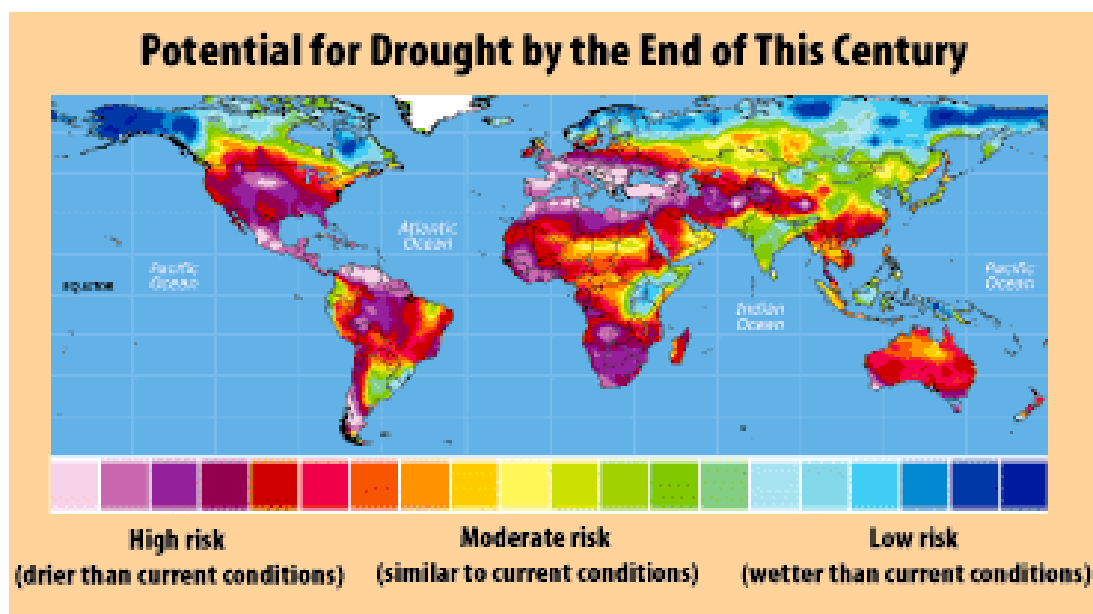 Potential for Drought by the End of This Century
Atlantic
Ocean
Pacific
Ocean
Pacific
Ocean
EQUATOR
Indian
Ocean
High risk
(drier than current conditions)
Moderate risk
(similar to current conditions)
Low risk
(wetter than current conditions)